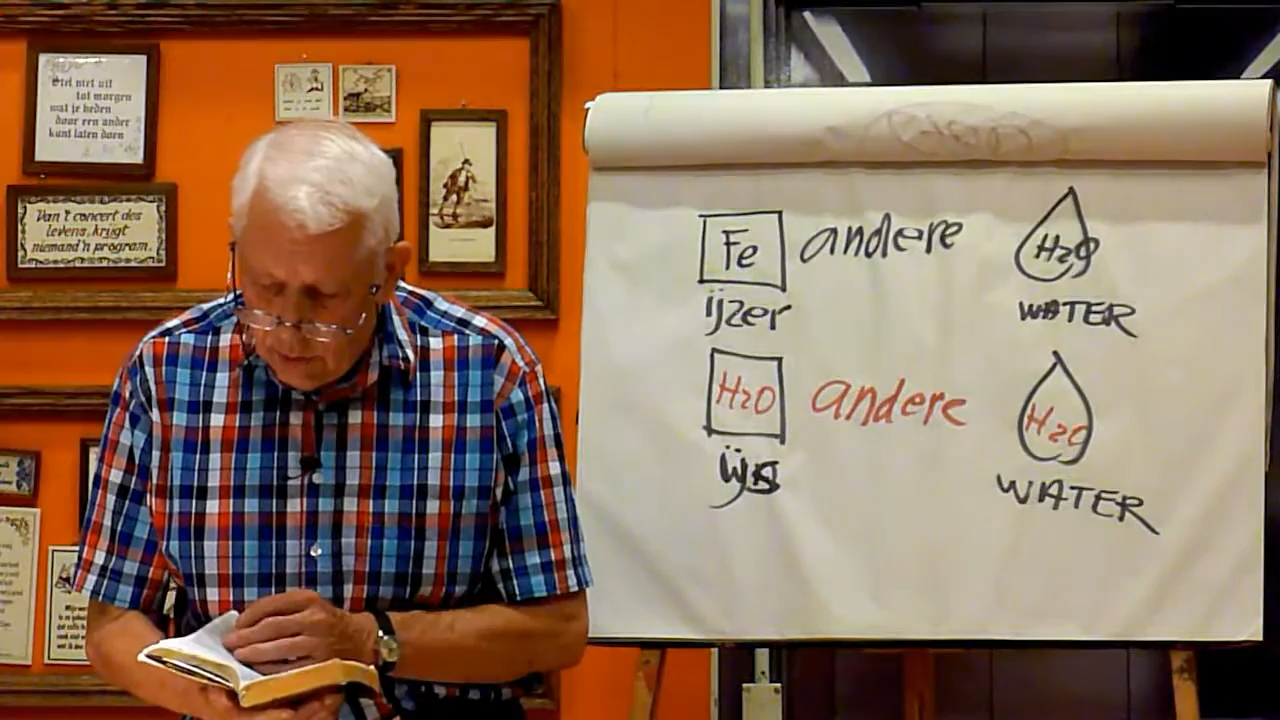 Stel niet uit
tot morgen
wat je heden
door een ander
kunt laten doen
Van 't concert des
levens, krijgt
niemand 'n program.
Fe andere H2O
ijzer WATER
H2O andere H2O
ijs WATER